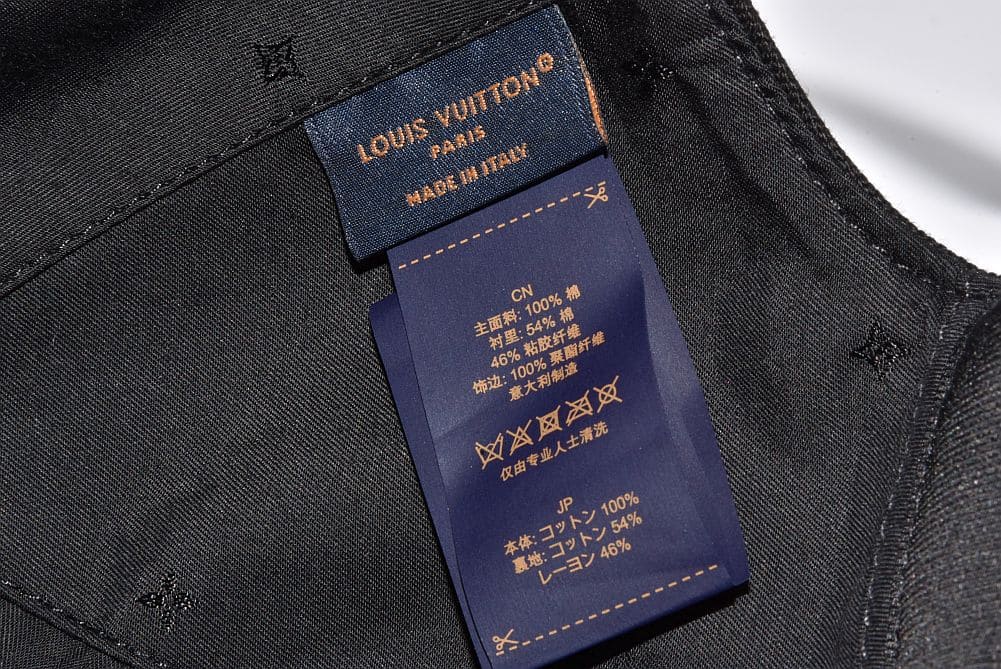 LOUIS VUITTON®
PARIS
MADE IN ITALY
CN
主面料: 100% 棉
衬里: 54% 棉
46% 粘胶纤维
饰边: 100% 聚酯纤维
意大利制造
仅由专业人士清洗
JP
本体: コットン 100%
裏地: コットン 54%
レーヨン 46%